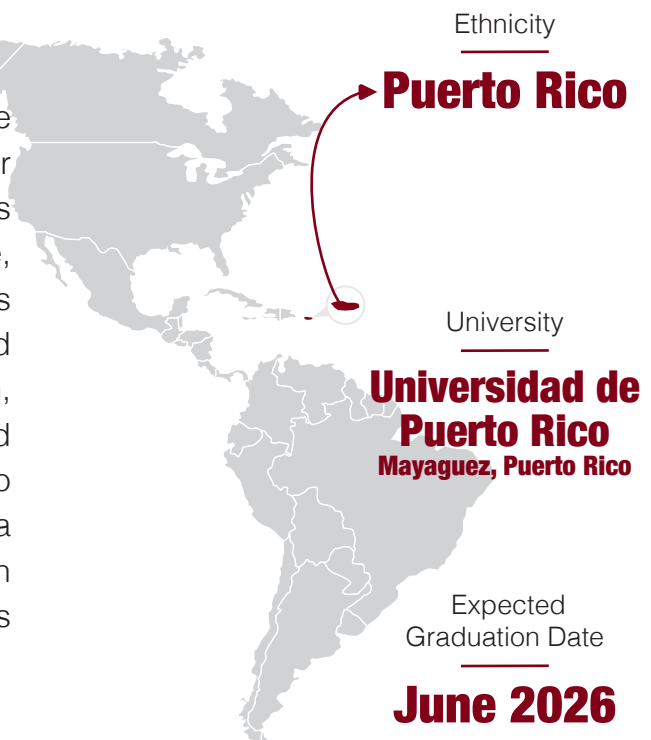 Ethnicity
Puerto Rico
e
r
s
,
s
d
,
d
o
a
n
s
University
Universidad de
Puerto Rico
Mayaguez, Puerto Rico
Expected
Graduation Date
June 2026